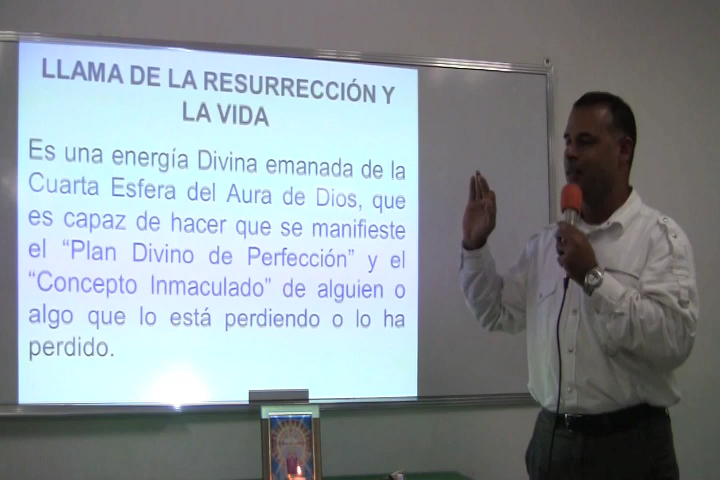 LLAMA DE LA RESURRECCIÓN Y
LA VIDA
Es una energía Divina emanada de la
Cuarta Esfera del Aura de Dios, que
es capaz de hacer que se manifieste
el “Plan Divino de Perfección” y el
“Concepto Inmaculado” de alguien o
algo que lo está perdiendo o lo ha
perdido.